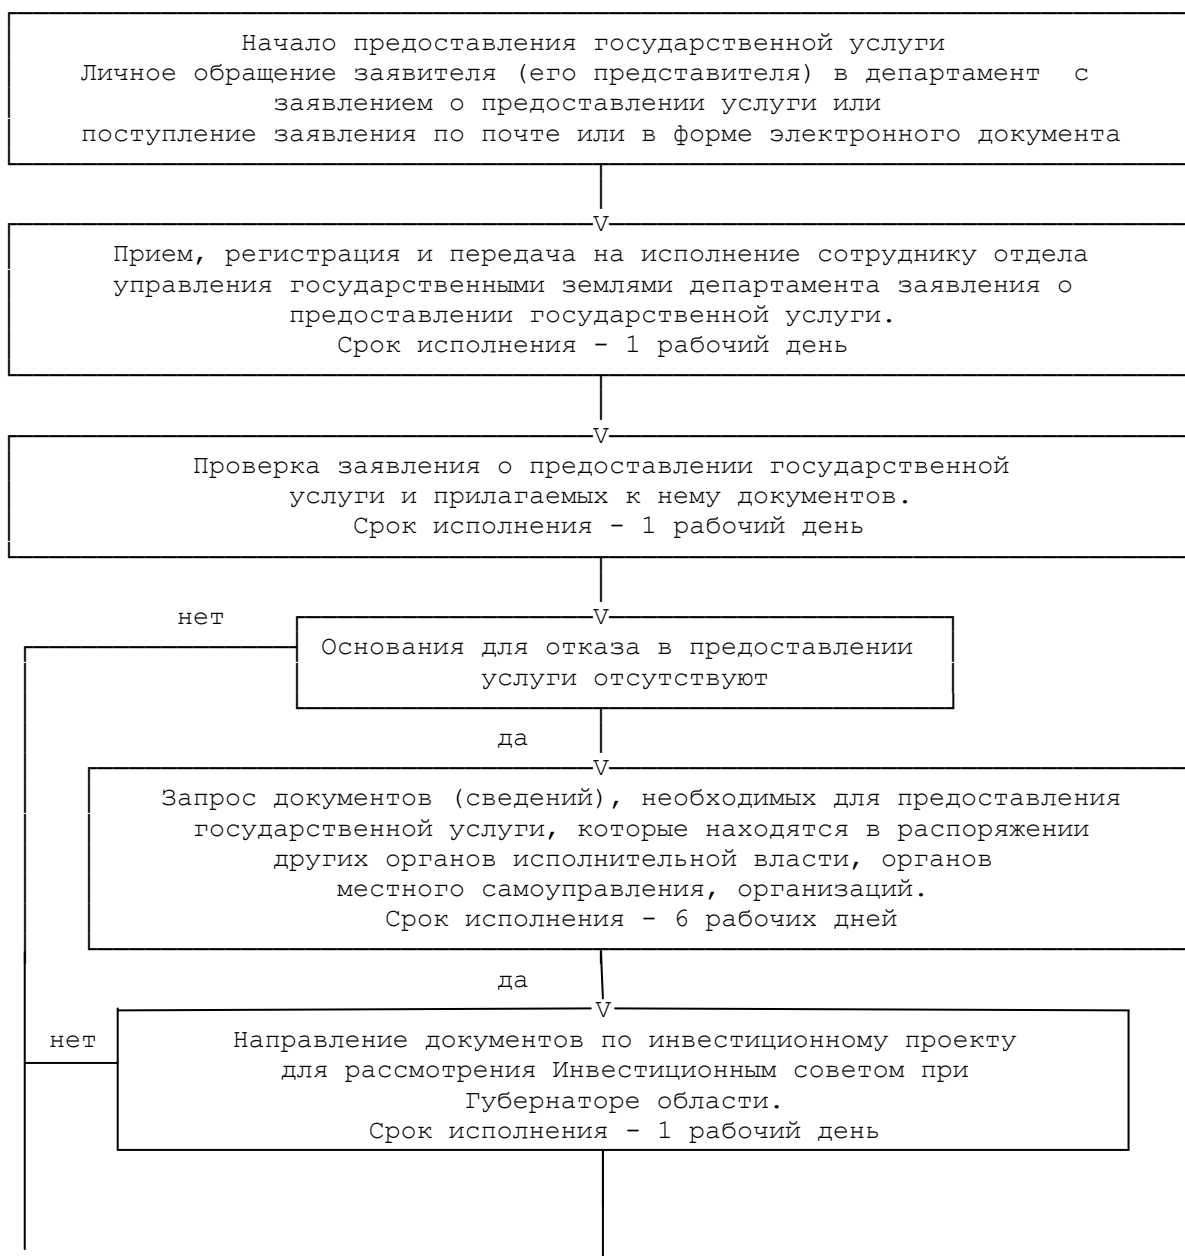 Начало предоставления государственной услуги
Личное обращение заявителя (его представителя) в департамент с
заявлением о предоставлении услуги или
поступление заявления по почте или в форме электронного документа
V
Прием, регистрация и передача на исполнение сотруднику отдела
управления государственными землями департамента заявления о
предоставлении государственной услуги.
Срок исполнения - 1 рабочий день
V
Проверка заявления о предоставлении государственной
услуги и прилагаемых к нему документов.
Срок исполнения - 1 рабочий день
V
нет
Основания для отказа в предоставлении
услуги отсутствуют
да
V
Запрос документов (сведений), необходимых для предоставления
государственной услуги, которые находятся в распоряжении
других органов исполнительной власти, органов
местного самоуправления, организаций.
Срок исполнения - 6 рабочих дней
да
V
нет
Направление документов по инвестиционному проекту
для рассмотрения Инвестиционным советом при
Губернаторе области.
Срок исполнения - 1 рабочий день